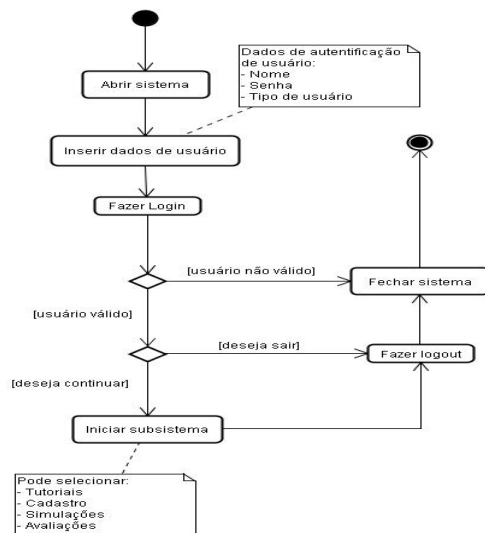 Dados de autentificação
de usuário:
- Nome
- Senha
- Tipo de usuário
Abrir sistema
Inserir dados de usuário
Fazer Login
[usuário não válido]
Fechar sistema
[usuário válido]
[deseja sair]
Fazer logout
[deseja continuar]
Iniciar subsistema
Pode selecionar:
- Tutoriais
- Cadastro
- Simulações
- Avaliações